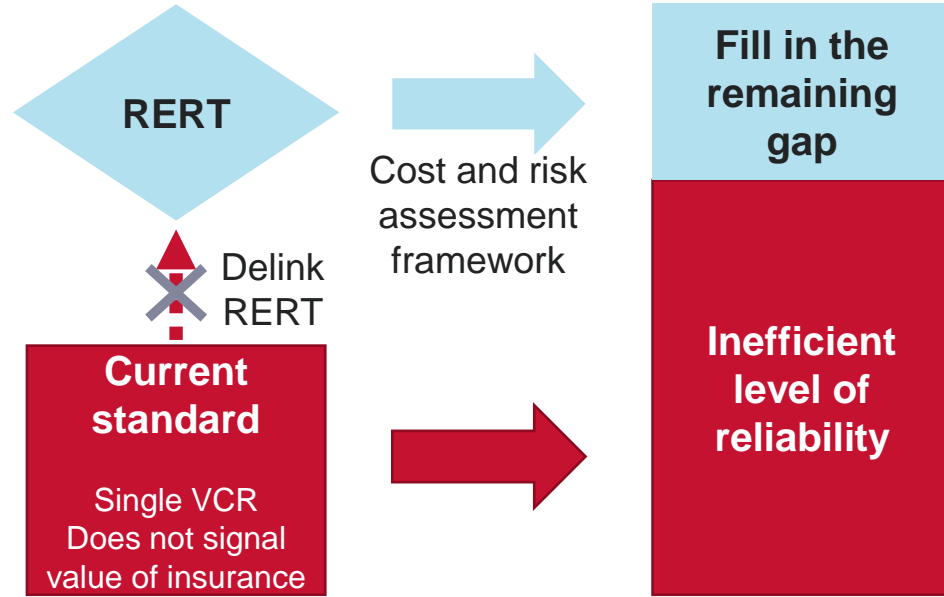 RERT
Cost and risk
assessment
framework
Fill in the
remaining
gap
Delink
RERT
Current
standard
Single VCR
Does not signal
value of insurance
Inefficient
level of
reliability